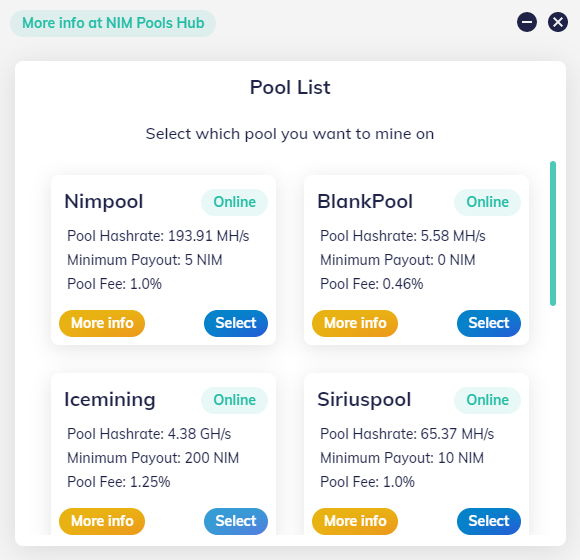 More info at NIM Pools Hub
Pool List
Select which pool you want to mine on
Nimpool
Online
Pool Hashrate: 193.91 MH/s
Minimum Payout: 5 NIM
Pool Fee: 1.0%
More info
Select
BlankPool
Online
Pool Hashrate: 5.58 MH/s
Minimum Payout: 0 NIM
Pool Fee: 0.46%
More info
Select
Icemining
Online
Pool Hashrate: 4.38 GH/s
Minimum Payout: 200 NIM
Pool Fee: 1.25%
More info
Select
Siriuspool
Online
Pool Hashrate: 65.37 MH/s
Minimum Payout: 10 NIM
Pool Fee: 1.0%
More info
Select